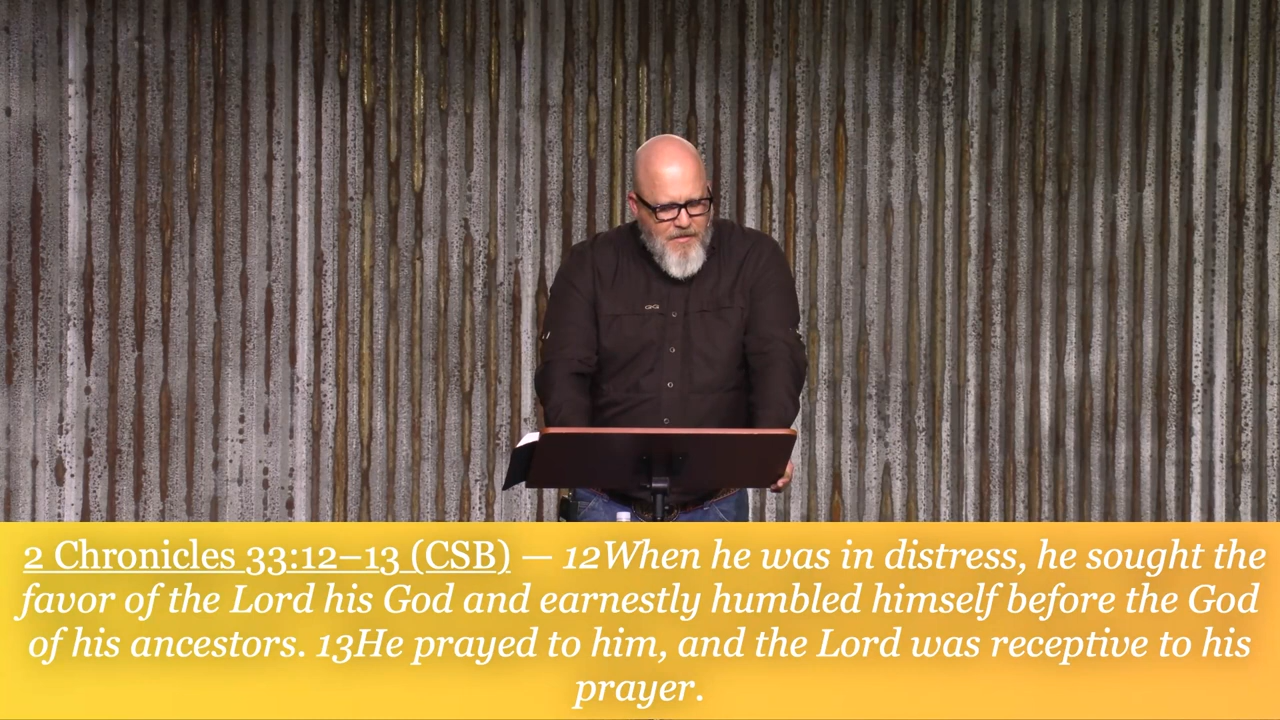 2 Chronicles 33:12–13 (CSB) — 12When he was in distress, he sought the
favor of the Lord his God and earnestly humbled himself before the God
of his ancestors. 13He prayed to him, and the Lord was receptive to his
prayer.